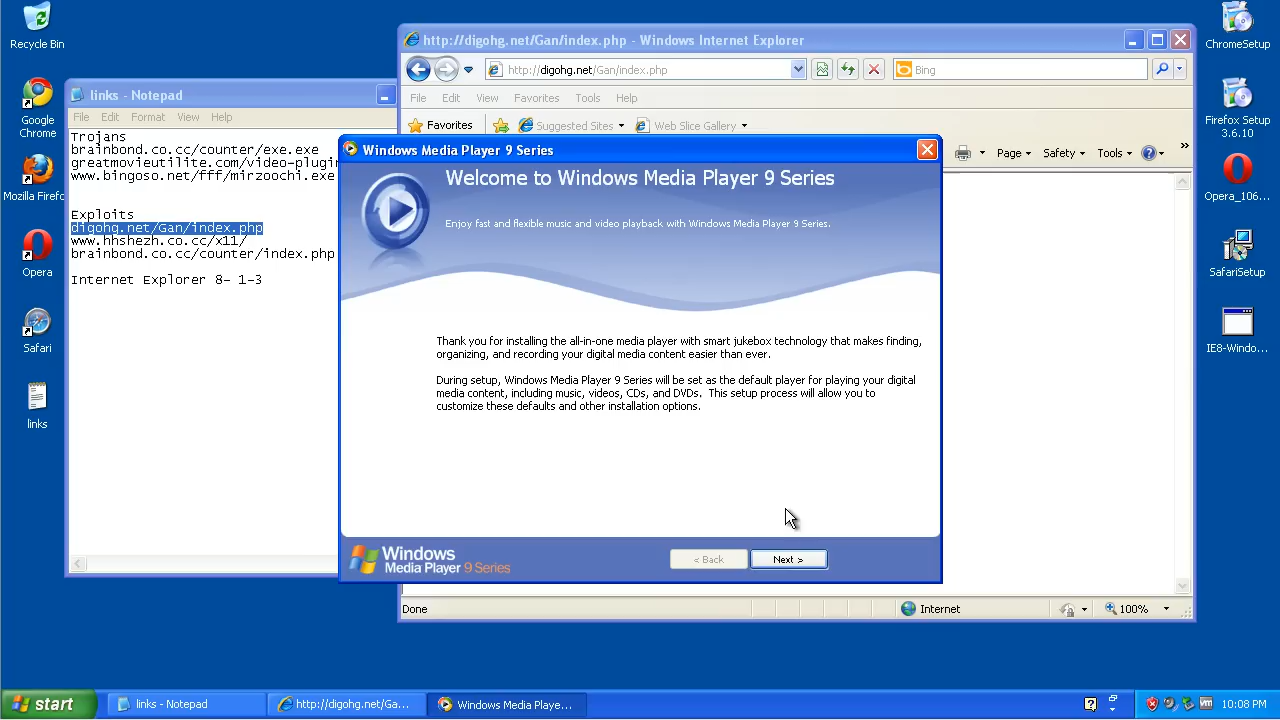 Recycle Bin
Google
Chrome
Mozilla Firefo
Opera
Safari
links
links - Notepad
File Edit Format View Help
Trojans
brainbond.co.cc/counter/exe.exe
greatmovieutilite.com/video-plugin
www.bingoso.net/fff/mirzoochi.exe
Exploits
digohg.net/Gan/index.php
www.hhshezh.co.cc/x11/
brainbond.co.cc/counter/index.php
Internet Explorer 8- 1-3
http://digohg.net/Gan/index.php - Windows Internet Explorer
http://digohg.net/Gan/index.php
Bing
File Edit View Favorites Tools Help
Favorites
Suggested Sites
Web Slice Gallery
Page Safety Tools
Windows Media Player 9 Series
Welcome to Windows Media Player 9 Series
Enjoy fast and flexible music and video playback with Windows Media Player 9 Series.
Thank you for installing the all-in-one media player with smart jukebox technology that makes finding,
organizing, and recording your digital media content easier than ever.
During setup, Windows Media Player 9 Series will be set as the default player for playing your digital
media content, including music, videos, CDs, and DVDs. This setup process will allow you to
customize these defaults and other installation options.
Windows
Media Player 9 Series
< Back
Next >
Done
Internet
100%
ChromeSetup
Firefox Setup
3.6.10
Opera_106...
SafariSetup
IE8-Windo...
start
links - Notepad
http://digohg.net/Ga...
Windows Media Playe...
10:08 PM